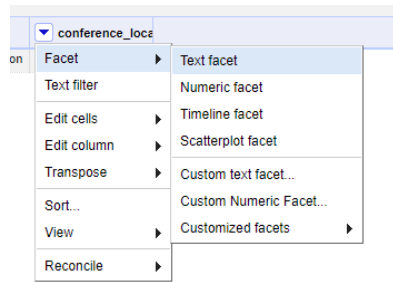 conference_loca
on
Facet
Text filter
Edit cells
Edit column
Transpose
Sort...
View
Reconcile
Text facet
Numeric facet
Timeline facet
Scatterplot facet
Custom text facet...
Custom Numeric Facet...
Customized facets